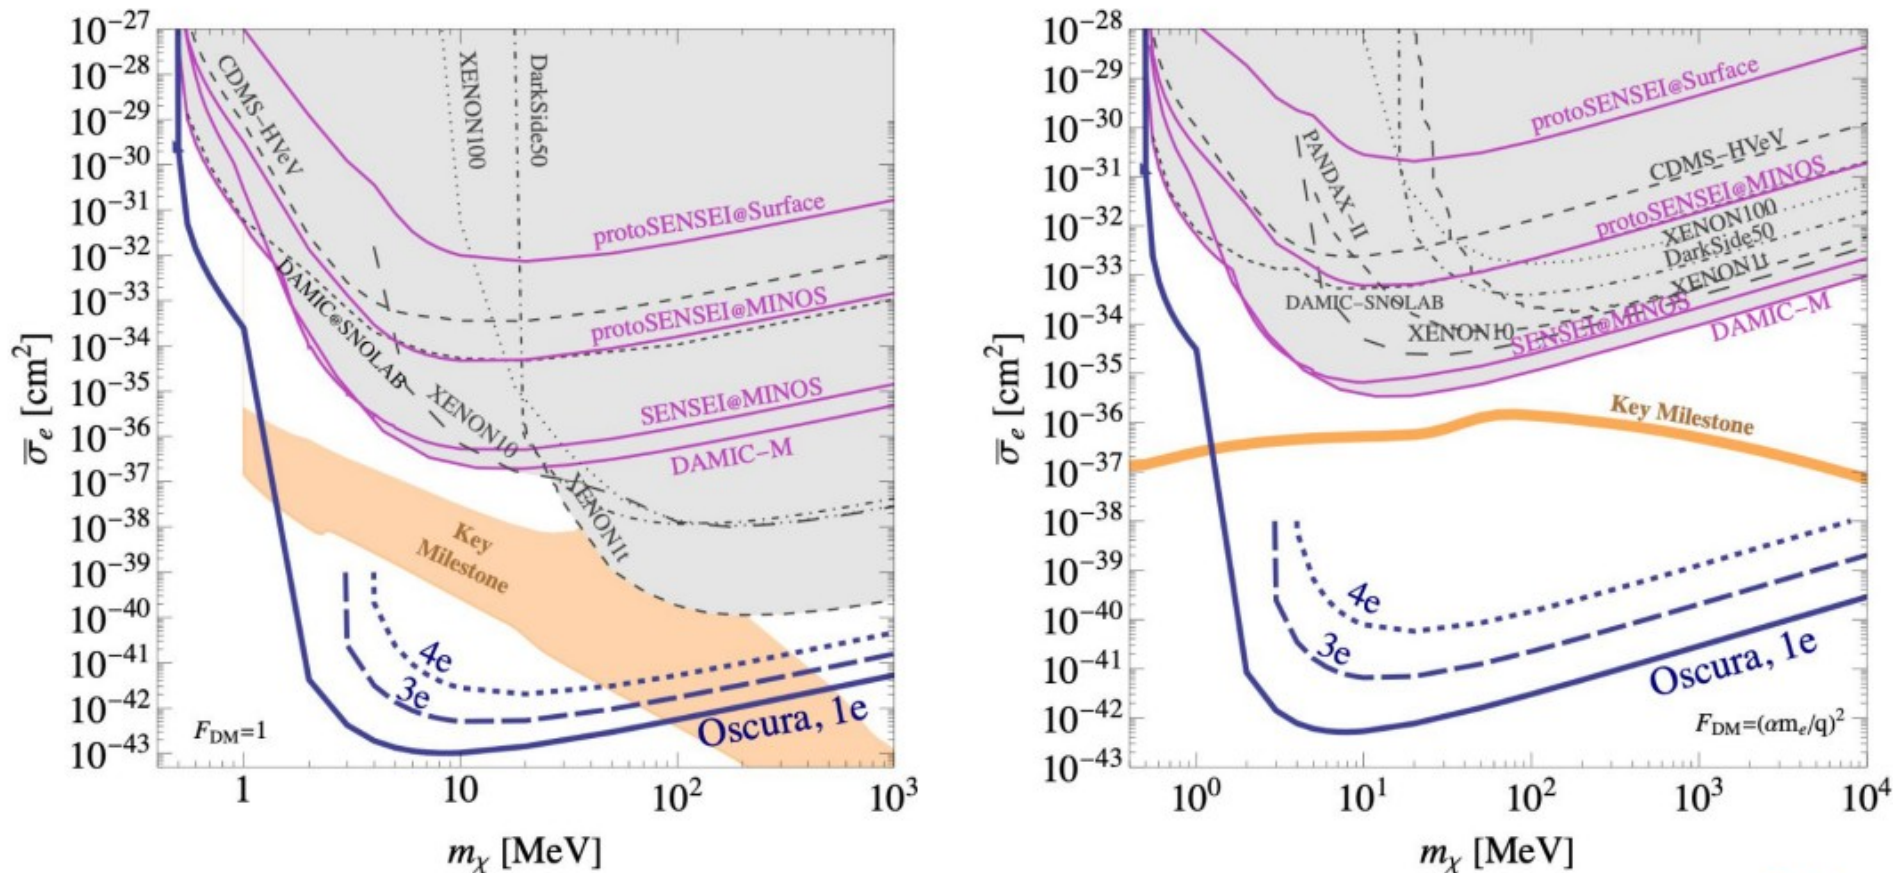 10⁻²⁷
10⁻²⁸
10⁻²⁹
10⁻³⁰
10⁻³¹
10⁻³²
10⁻³³
10⁻³⁴
10⁻³⁵
10⁻³⁶
10⁻³⁷
10⁻³⁸
10⁻³⁹
10⁻⁴⁰
10⁻⁴¹
10⁻⁴²
10⁻⁴³
σ̅ₑ [cm²]
CDMS-HVeV
XENON100
DarkSide50
protoSENSEI@Surface
DAMIC@SNOLAB
protoSENSEI@MINOS
XENON10
SENSEI@MINOS
DAMIC-M
XENON1t
Key
Milestone
4e
3e
Oscura, 1e
F_DM=1
1
10
10²
10³
m_χ [MeV]
10⁻²⁸
10⁻²⁹
10⁻³⁰
10⁻³¹
10⁻³²
10⁻³³
10⁻³⁴
10⁻³⁵
10⁻³⁶
10⁻³⁷
10⁻³⁸
10⁻³⁹
10⁻⁴⁰
10⁻⁴¹
10⁻⁴²
10⁻⁴³
σ̅ₑ [cm²]
protoSENSEI@Surface
PANDAX-II
CDMS-HVeV
protoSENSEI@MINOS
XENON100
DarkSide50
XENON1t
DAMIC-SNOLAB
XENON10
SENSEI@MINOS
DAMIC-M
Key Milestone
4e
3e
Oscura, 1e
F_DM=(αmₑ/q)²
10⁰
10¹
10²
10³
10⁴
m_χ [MeV]